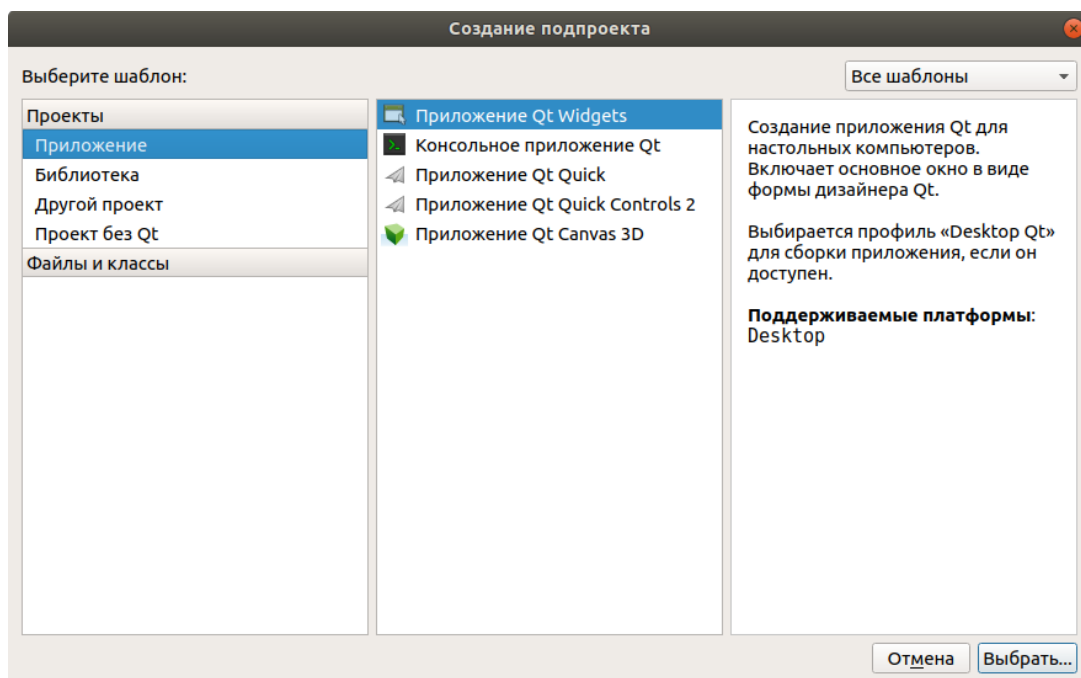 Создание подпроекта
Выберите шаблон:
Все шаблоны
Проекты
Приложение
Библиотека
Другой проект
Проект без Qt
Файлы и классы
Приложение Qt Widgets
Консольное приложение Qt
Приложение Qt Quick
Приложение Qt Quick Controls 2
Приложение Qt Canvas 3D
Создание приложения Qt для
настольных компьютеров.
Включает основное окно в виде
формы дизайнера Qt.
Выбирается профиль «Desktop Qt»
для сборки приложения, если он
доступен.
Поддерживаемые платформы:
Desktop
Отмена
Выбрать...